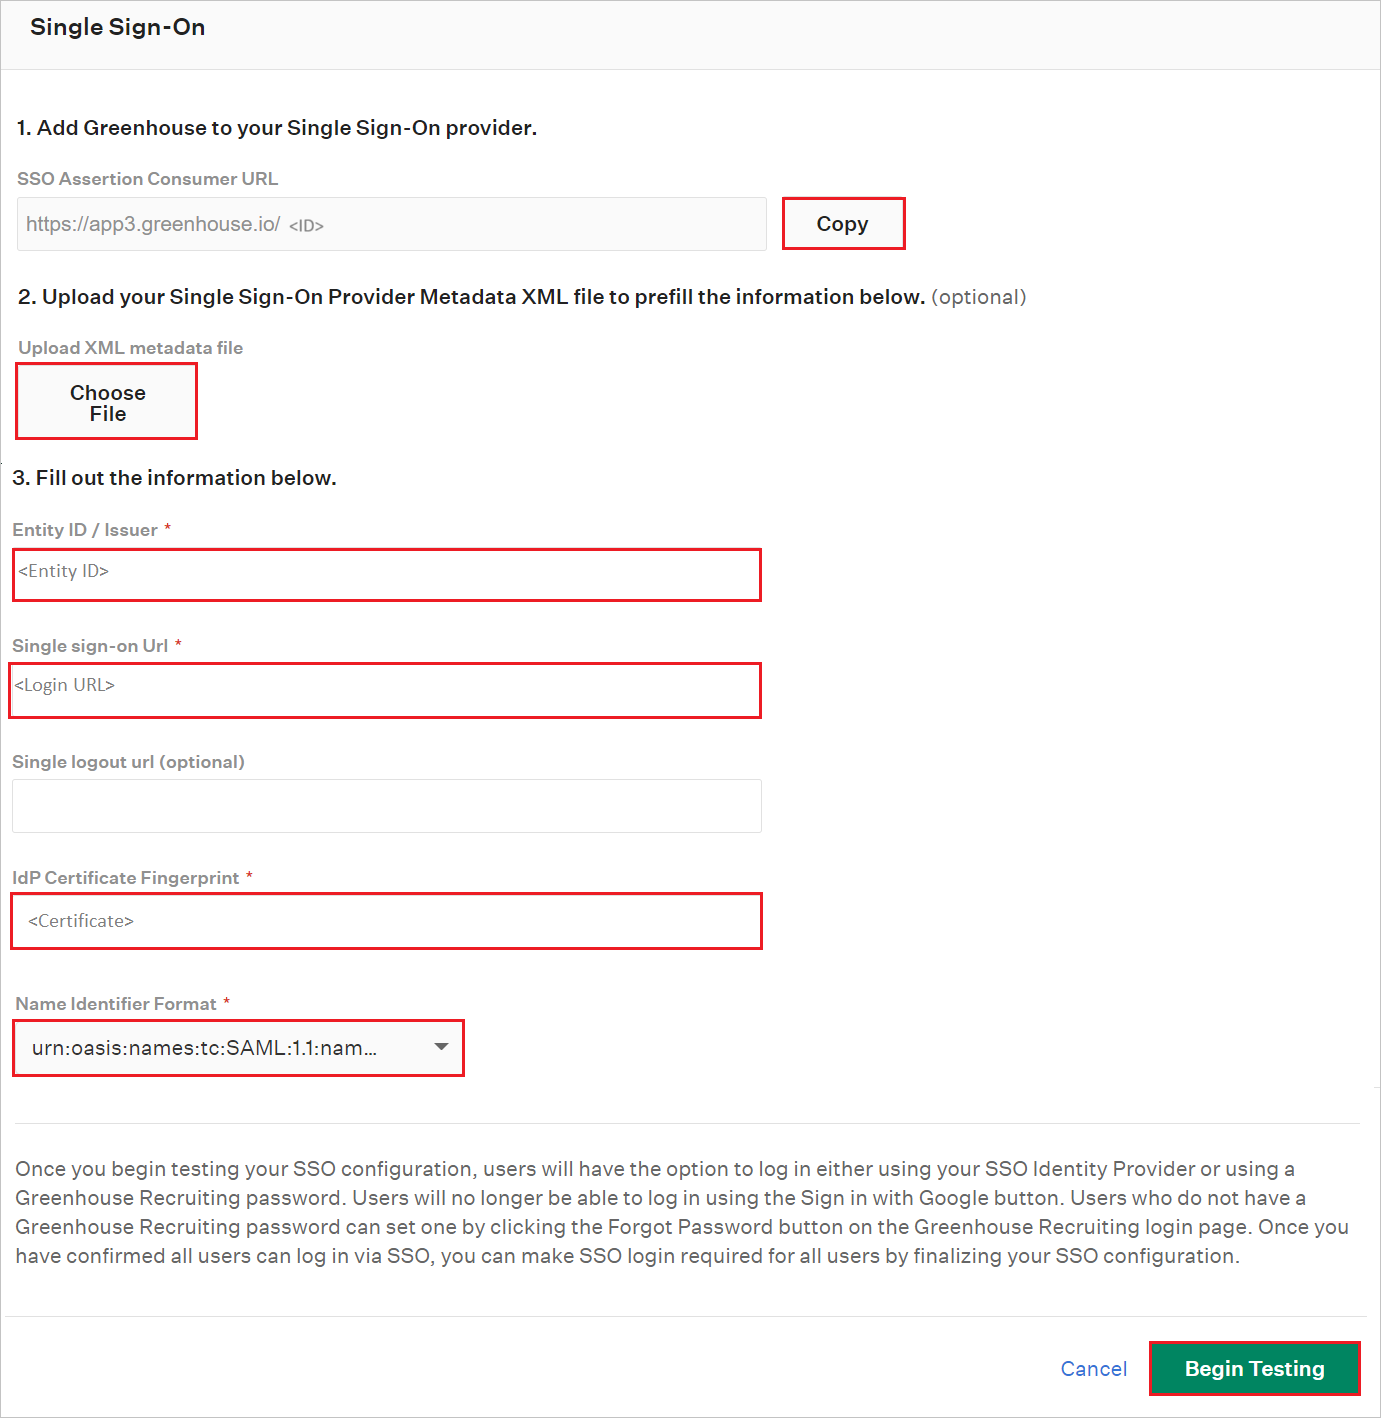 Single Sign-On
1. Add Greenhouse to your Single Sign-On provider.
SSO Assertion Consumer URL
https://app3.greenhouse.io/ <ID>
Copy
2. Upload your Single Sign-On Provider Metadata XML file to prefill the information below. (optional)
Upload XML metadata file
Choose
File
3. Fill out the information below.
Entity ID / Issuer *
<Entity ID>
Single sign-on Url *
<Login URL>
Single logout url (optional)
IdP Certificate Fingerprint *
<Certificate>
Name Identifier Format *
urn:oasis:names:tc:SAML:1.1:nam...
Once you begin testing your SSO configuration, users will have the option to log in either using your SSO Identity Provider or using a
Greenhouse Recruiting password. Users will no longer be able to log in using the Sign in with Google button. Users who do not have a
Greenhouse Recruiting password can set one by clicking the Forgot Password button on the Greenhouse Recruiting login page. Once you
have confirmed all users can log in via SSO, you can make SSO login required for all users by finalizing your SSO configuration.
Cancel
Begin Testing